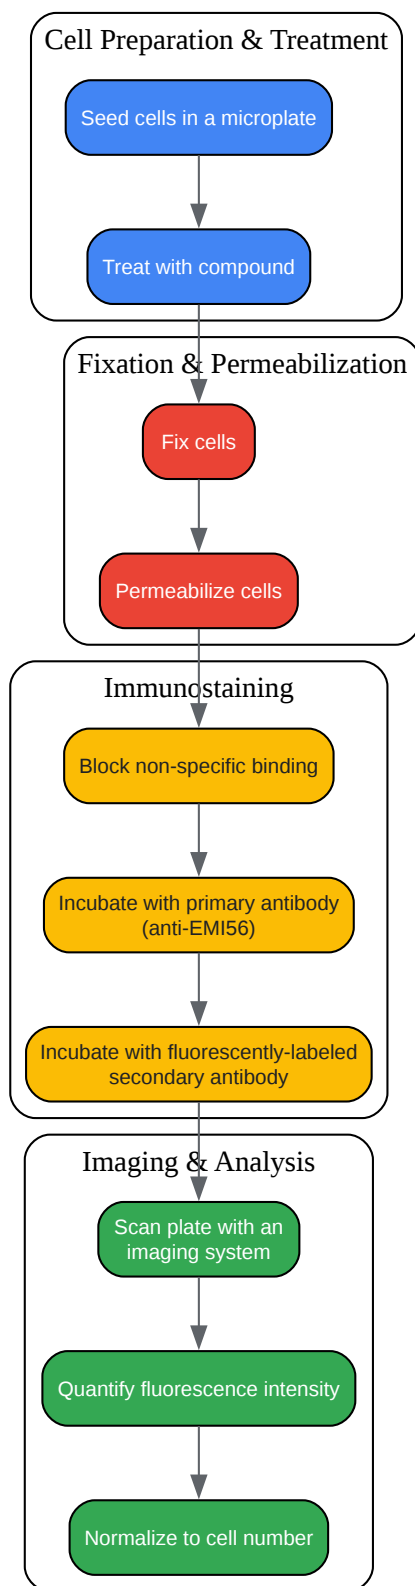 Cell Preparation & Treatment
Seed cells in a microplate
Treat with compound
Fixation & Permeabilization
Fix cells
Permeabilize cells
Immunostaining
Block non-specific binding
Incubate with primary antibody
(anti-EMI56)
Incubate with fluorescently-labeled
secondary antibody
Imaging & Analysis
Scan plate with an
imaging system
Quantify fluorescence intensity
Normalize to cell number